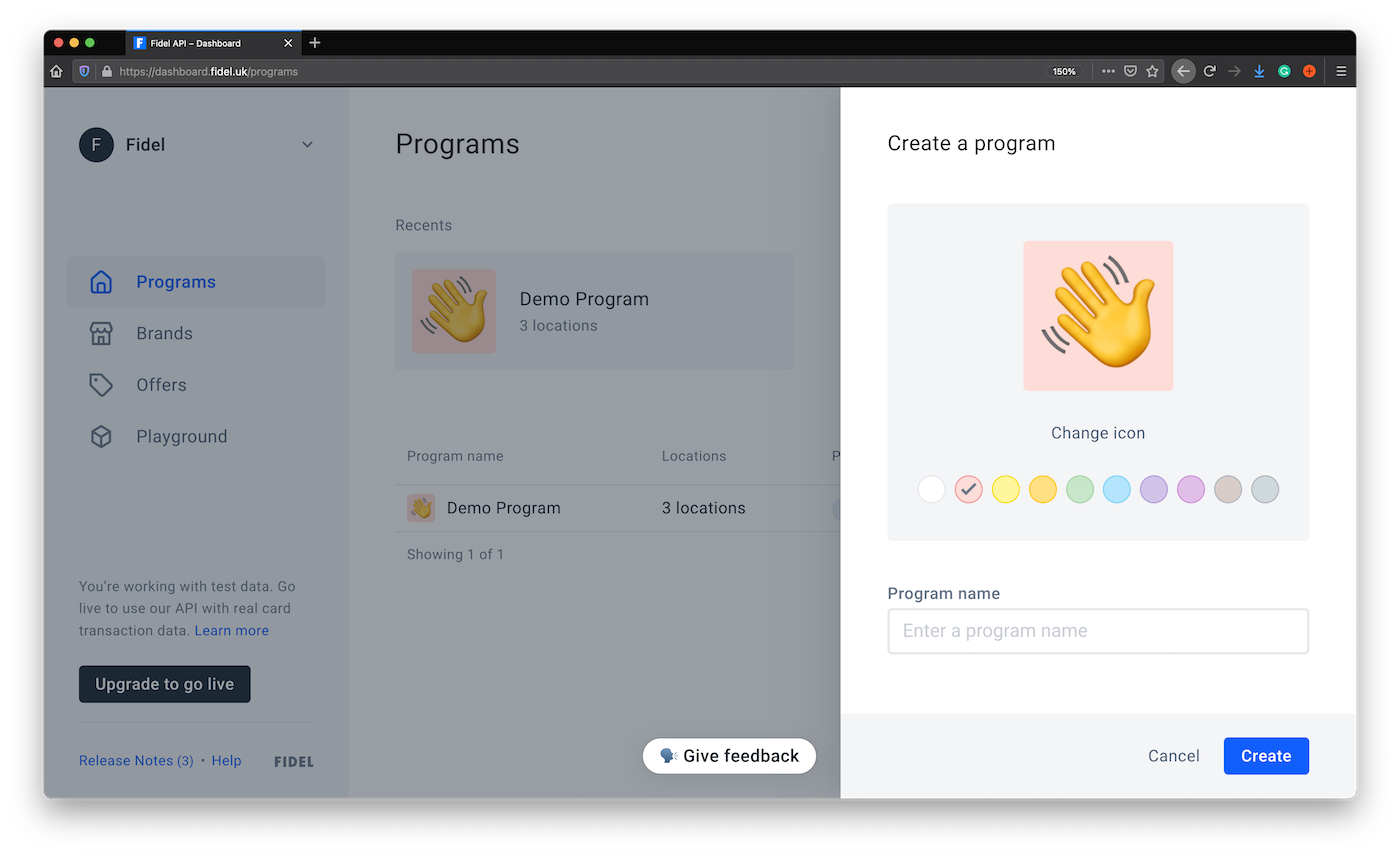 Fidel API – Dashboard
https://dashboard.fidel.uk/programs
150%
F
Fidel
Programs
Brands
Offers
Playground
You’re working with test data. Go
live to use our API with real card
transaction data. Learn more
Upgrade to go live
Release Notes (3) • Help
FIDEL
Programs
Recents
Demo Program
3 locations
Program name Locations P
Demo Program 3 locations
Showing 1 of 1
Give feedback
Create a program
Change icon
Program name
Enter a program name
Cancel
Create